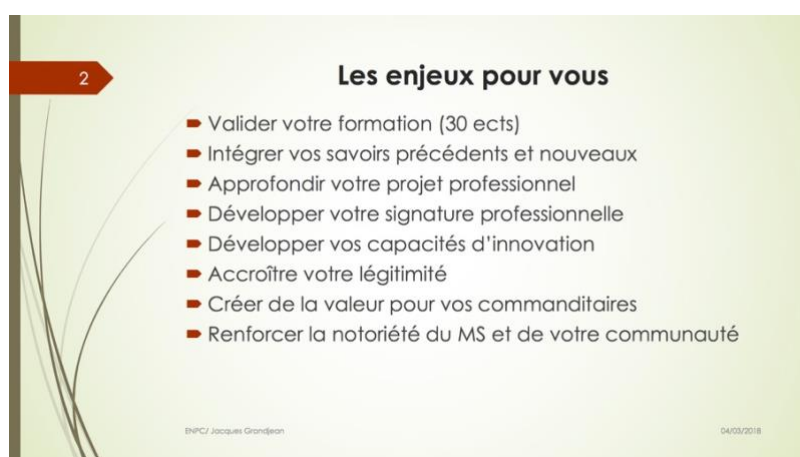 2
Les enjeux pour vous
Valider votre formation (30 ects)
Intégrer vos savoirs précédents et nouveaux
Approfondir votre projet professionnel
Développer votre signature professionnelle
Développer vos capacités d'innovation
Accroître votre légitimité
Créer de la valeur pour vos commanditaires
Renforcer la notoriété du MS et de votre communauté
ENPC/ Jacques Grandjean
04/03/2018